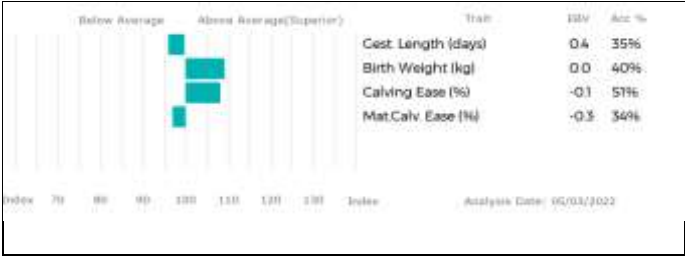 Below Average Above Average(Superior) Trait EBV Acc %
Gest. Length (days) 0.4 35%
Birth Weight (kg) 0.0 40%
Calving Ease (%) -0.1 51%
Mat.Calv. Ease (%) -0.3 34%
Index 70 80 90 100 110 120 130 Index Analysis Date: 05/03/2022